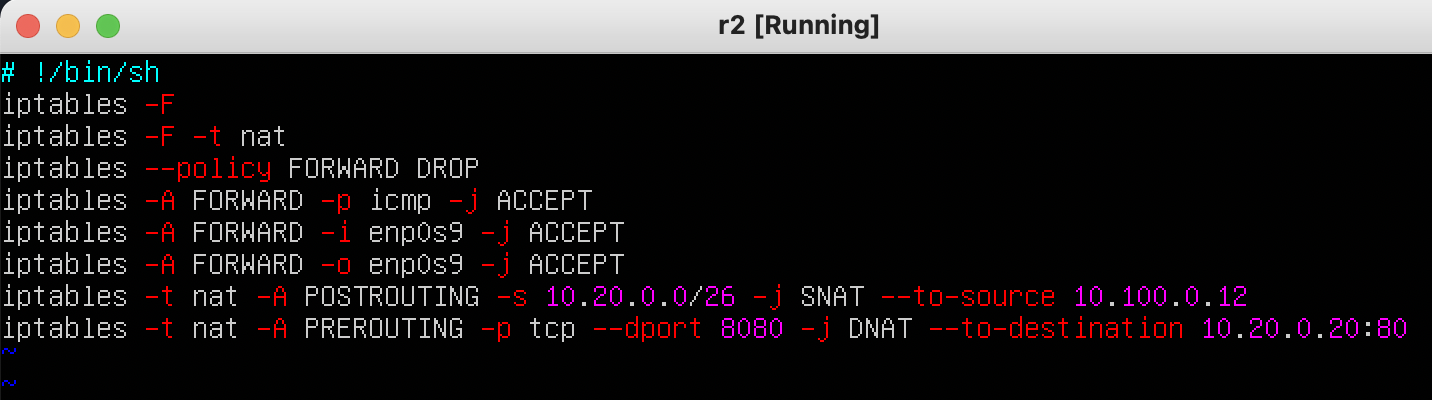 r2 [Running]
# !/bin/sh
iptables -F
iptables -F -t nat
iptables --policy FORWARD DROP
iptables -A FORWARD -p icmp -j ACCEPT
iptables -A FORWARD -i enp0s9 -j ACCEPT
iptables -A FORWARD -o enp0s9 -j ACCEPT
iptables -t nat -A POSTROUTING -s 10.20.0.0/26 -j SNAT --to-source 10.100.0.12
iptables -t nat -A PREROUTING -p tcp --dport 8080 -j DNAT --to-destination 10.20.0.20:80
~
~